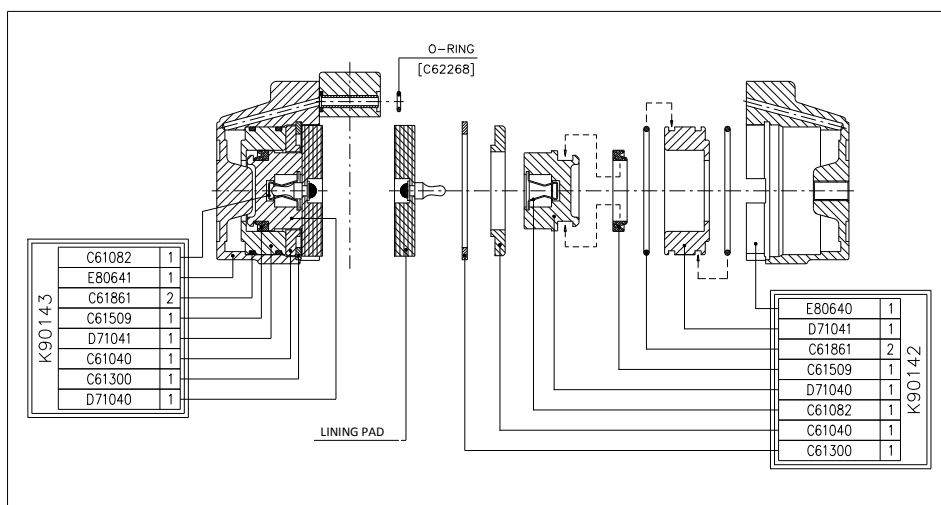 O-RING
[C62268]
K90143
C61082 1
E80641 1
C61861 2
C61509 1
D71041 1
C61040 1
C61300 1
D71040 1
LINING PAD
E80640 1
D71041 1
C61861 2
C61509 1
D71040 1
C61082 1
C61040 1
C61300 1
K90142